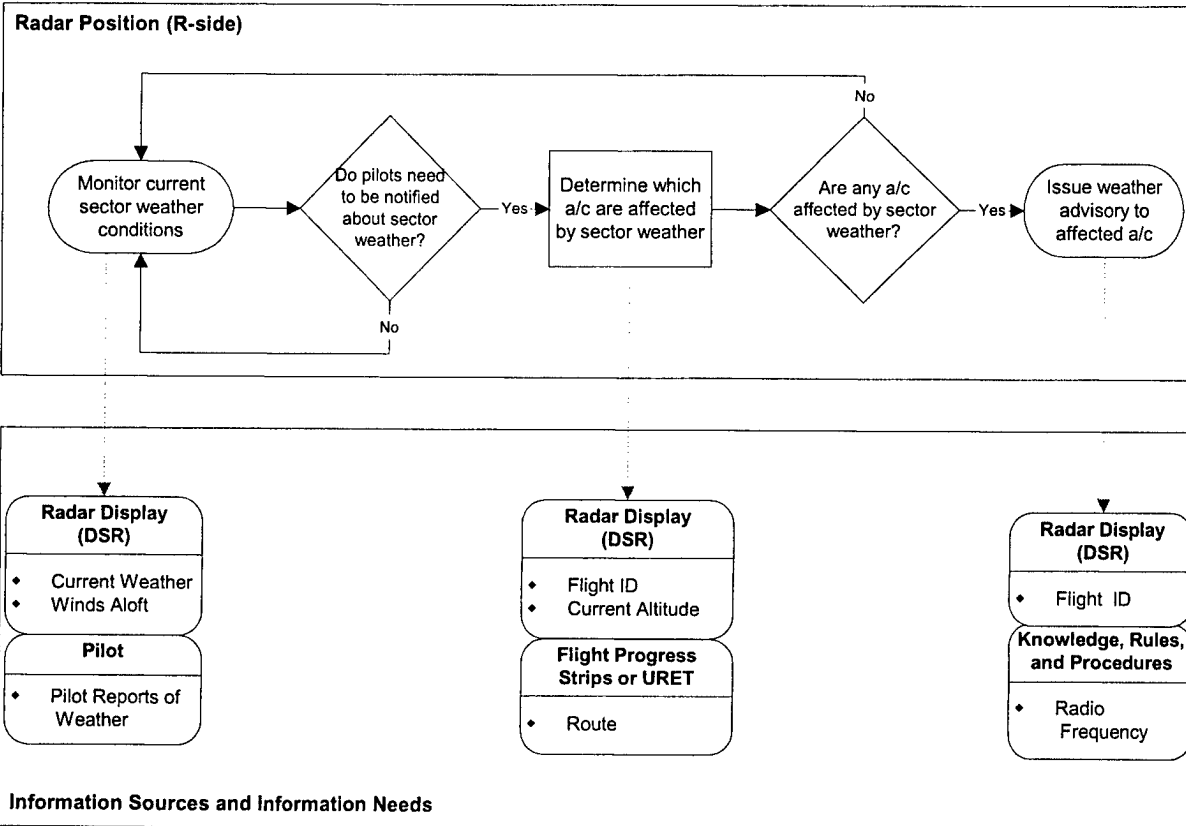 Radar Position (R-side)
No
Monitor current
sector weather
conditions
Do pilots need
to be notified
about sector
weather?
Yes
Determine which
a/c are affected
by sector weather
Are any a/c
affected by sector
weather?
Yes
Issue weather
advisory to
affected a/c
No
Radar Display
(DSR)
Current Weather
Winds Aloft
Pilot
Pilot Reports of
Weather
Radar Display
(DSR)
Flight ID
Current Altitude
Flight Progress
Strips or URET
Route
Radar Display
(DSR)
Flight ID
Knowledge, Rules,
and Procedures
Radio
Frequency
Information Sources and Information Needs